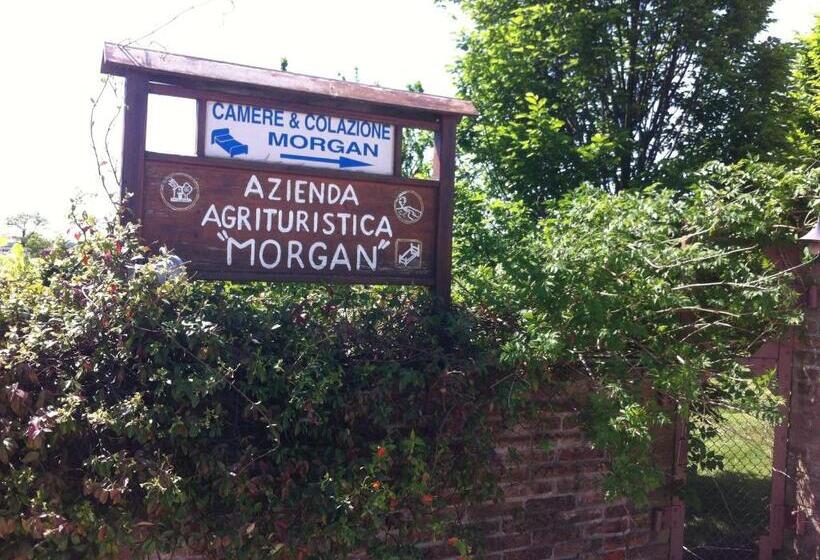 CAMERE & COLAZIONE
MORGAN
AZIENDA
AGRITURISTICA
"MORGAN"